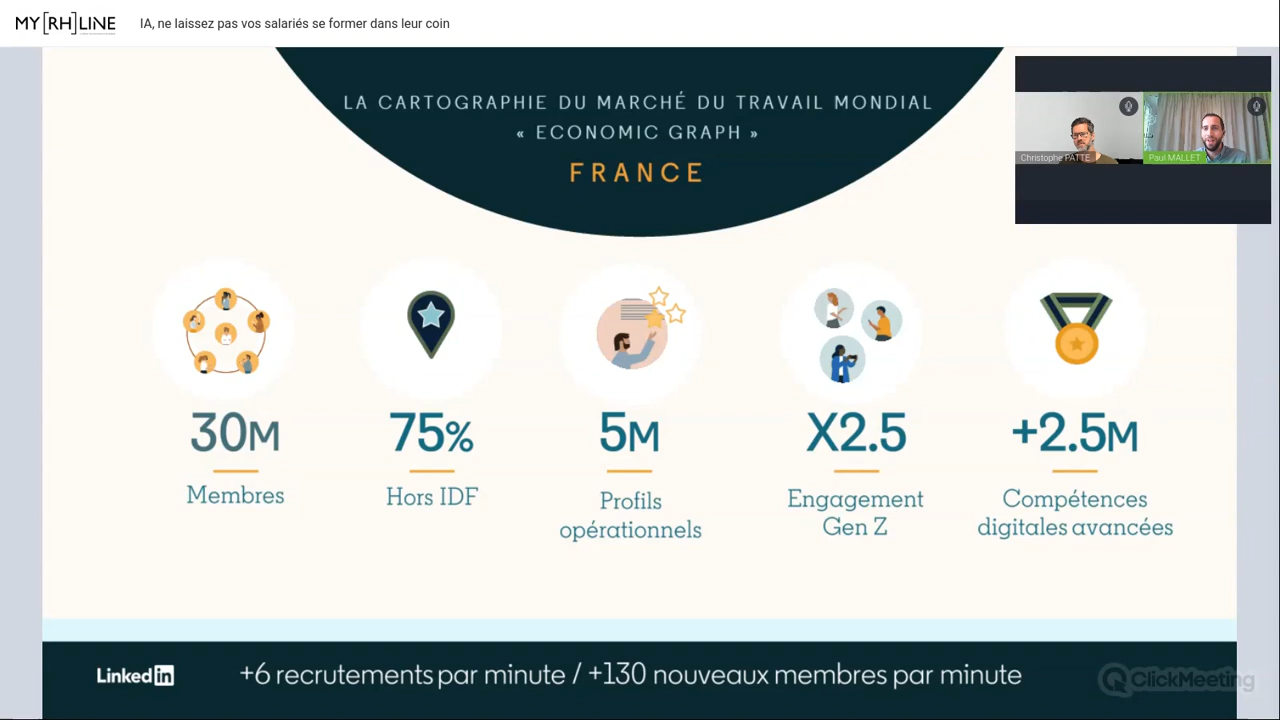 MY[RH]LINE
IA, ne laissez pas vos salariés se former dans leur coin
LA CARTOGRAPHIE DU MARCHÉ DU TRAVAIL MONDIAL
« ECONOMIC GRAPH »
FRANCE
Christophe PATTE
Paul MALLET
30M
Membres
75%
Hors IDF
5M
Profils
opérationnels
X2.5
Engagement
Gen Z
+2.5M
Compétences
digitales avancées
LinkedIn
+6 recrutements par minute / +130 nouveaux membres par minute
ClickMeeting